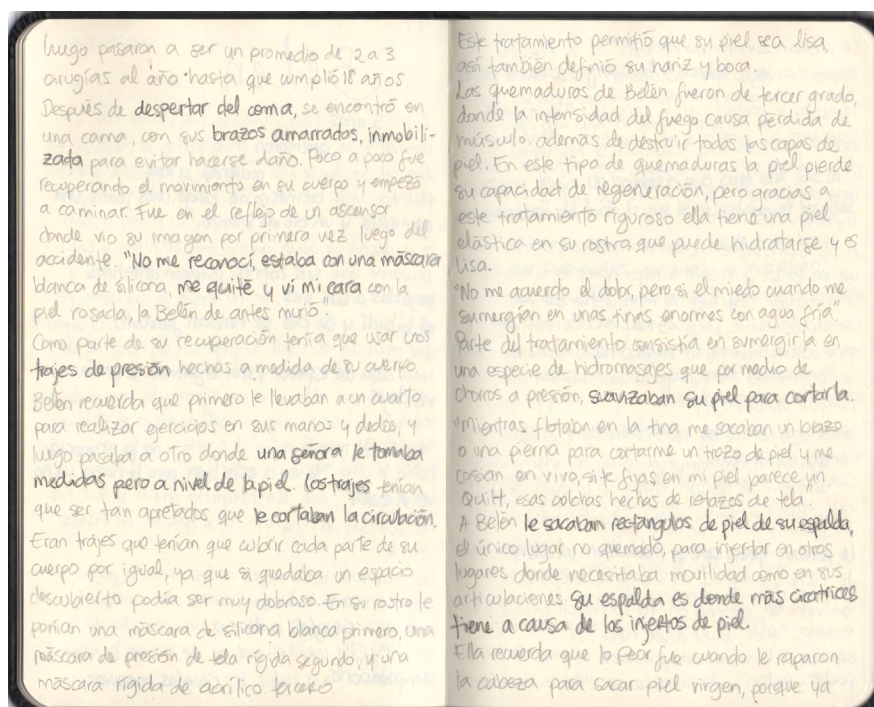 luego pasaron a ser un promedio de 2 a 3
cirugías al año hasta que cumplió 18 años
Después de despertar del coma, se encontró en
una cama, con sus brazos amarrados, inmobili-
zada para evitar hacerse daño. Poco a poco fue
recuperando el movimiento en su cuerpo y empezó
a caminar. Fue en el reflejo de un ascensor
donde vio su imagen por primera vez luego del
accidente. "No me reconocí, estaba con una máscara
blanca de silicona, me quité y vi mi cara con la
piel rosada, la Belén de antes murió.
Como parte de su recuperación tenía que usar unos
trajes de presión hechos a medida de su cuerpo.
Belén recuerda que primero le llevaban a un cuarto
para realizar ejercicios en sus manos y dedos, y
luego pasaba a otro donde una señora le tomaba
medidas pero a nivel de la piel. Los trajes tenían
que ser tan apretados que le cortaban la circulación.
Eran trajes que tenían que cubrir cada parte de su
cuerpo por igual, ya que si quedaba un espacio
descubierto podía ser muy doloroso. En su rostro le
ponían una máscara de silicona blanca primero, una
máscara de presión de tela rígida segundo, y una
máscara rígida de acrílico tercero
Este tratamiento permitió que su piel sea lisa,
así también definió su nariz y boca.
Las quemaduras de Belén fueron de tercer grado,
donde la intensidad del fuego causa pérdida de
músculo. además de destruir todas las capas de
piel. En este tipo de quemaduras la piel pierde
su capacidad de regeneración, pero gracias a
este tratamiento riguroso ella tiene una piel
elástica en su rostro, que puede hidratarse y es
lisa.
"No me acuerdo el dolor, pero si el miedo cuando me
sumergían en unas tinas enormes con agua fría".
Parte del tratamiento consistía en sumergirla en
una especie de hidromasajes que por medio de
chorros a presión, suavizaban su piel para cortarla.
"Mientras flotaba en la tina me sacaban un brazo
o una pierna para cortarme un trozo de piel y me
cosían en vivo, si te fijas en mi piel parece un
Quilt, esas colchas hechas de retazos de tela.
A Belén le sacaban rectángulos de piel de su espalda,
el único lugar no quemado, para injertar en otros
lugares donde necesitaba movilidad como en sus
articulaciones. Su espalda es donde más cicatrices
tiene a causa de los injertos de piel.
Ella recuerda que lo peor fue cuando le raparon
la cabeza para sacar piel virgen, porque ya